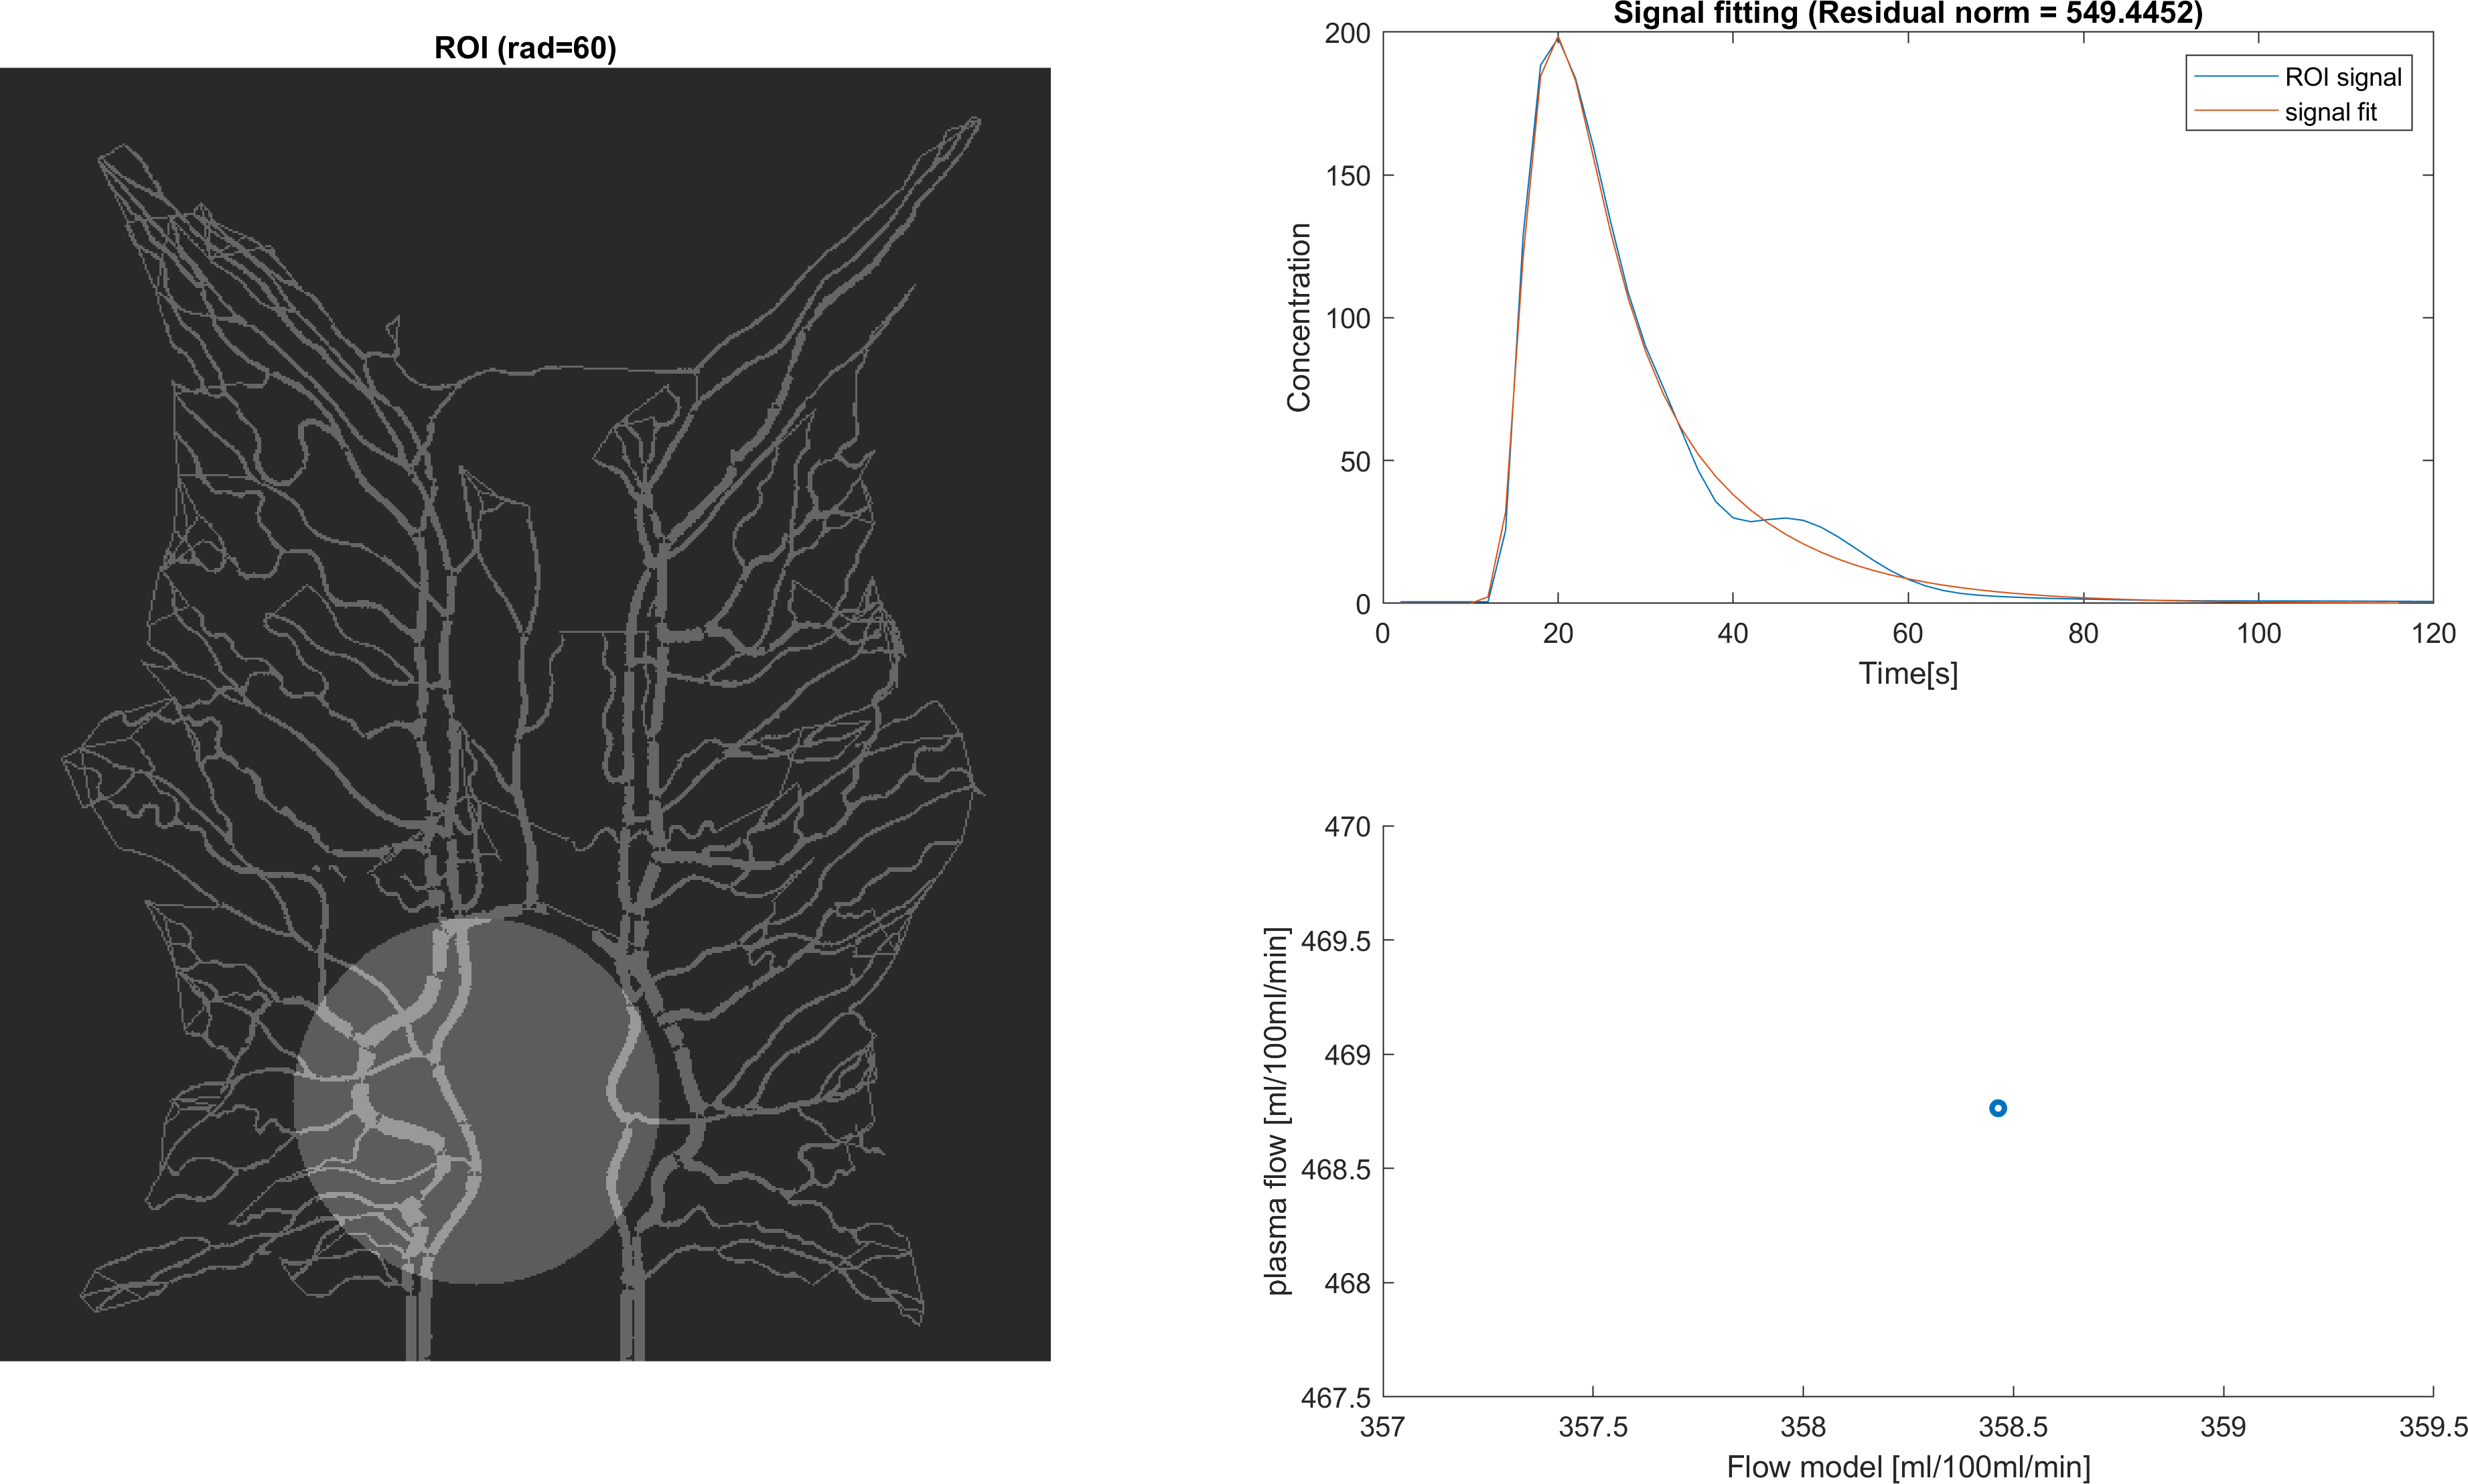 ROI (rad=60)
Signal fitting (Residual norm = 549.4452)
200
150
100
50
0
Concentration
ROI signal
signal fit
0 20 40 60 80 100 120
Time[s]
470
469.5
469
468.5
468
467.5
plasma flow [ml/100ml/min]
357 357.5 358 358.5 359 359.5
Flow model [ml/100ml/min]